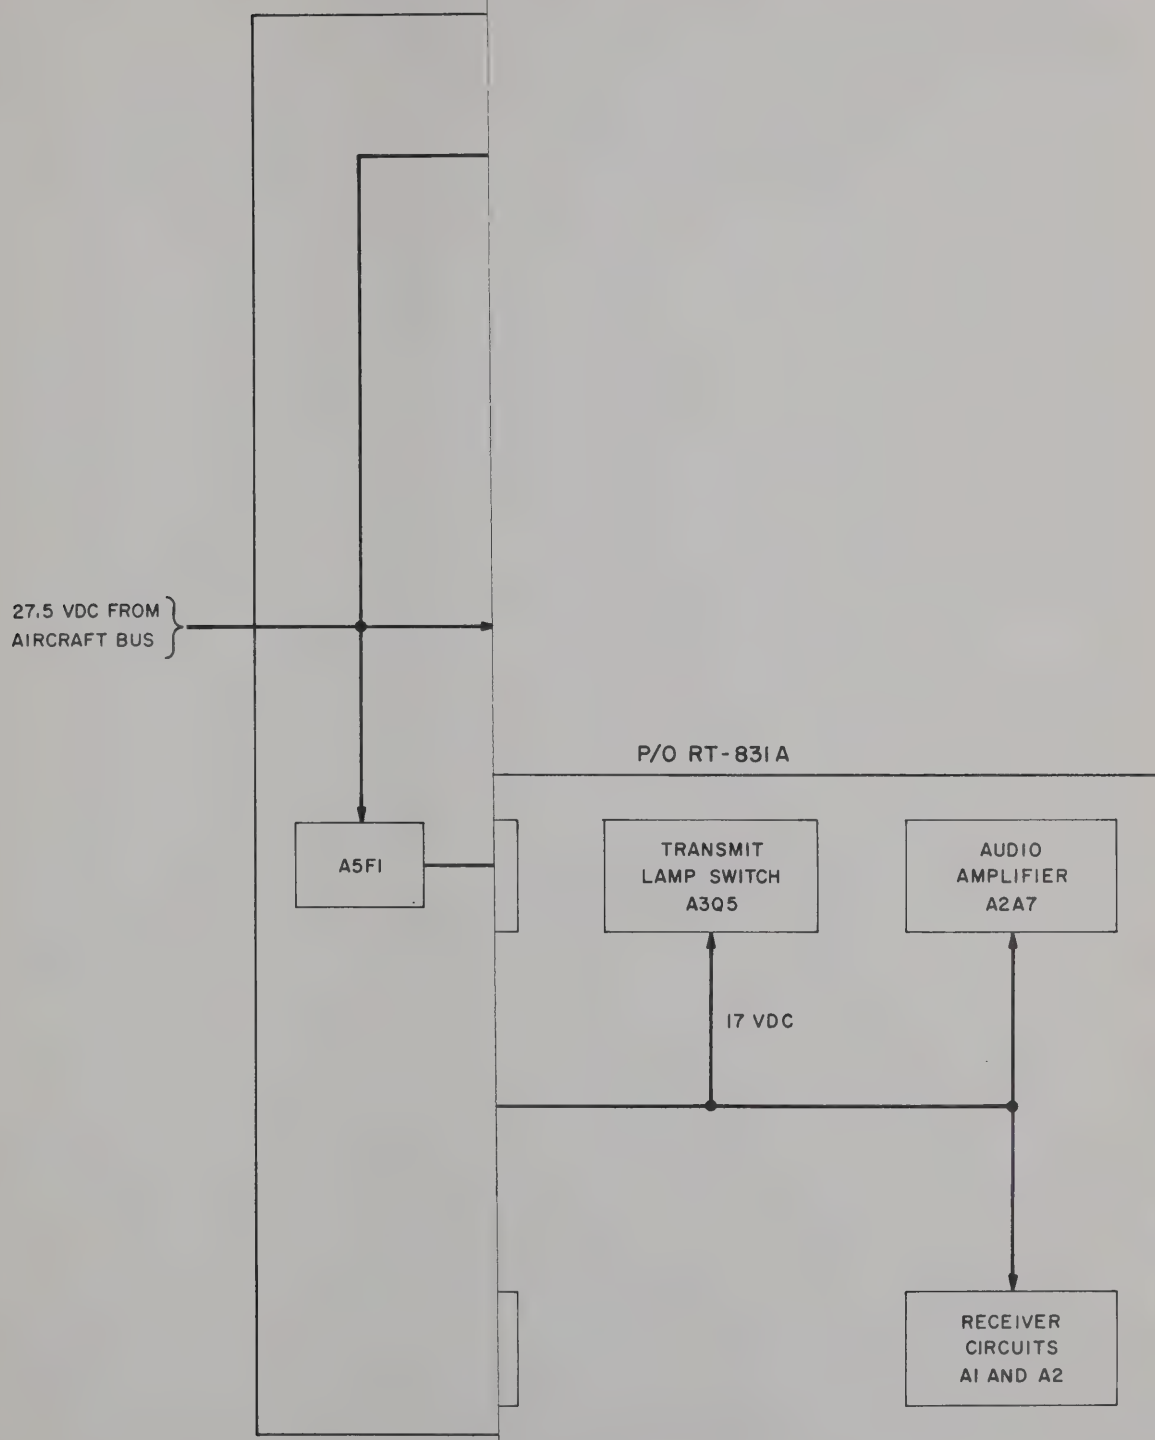 27.5 VDC FROM
AIRCRAFT BUS
P/O RT-831A
A5F1
TRANSMIT
LAMP SWITCH
A3Q5
AUDIO
AMPLIFIER
A2A7
17 VDC
RECEIVER
CIRCUITS
A1 AND A2